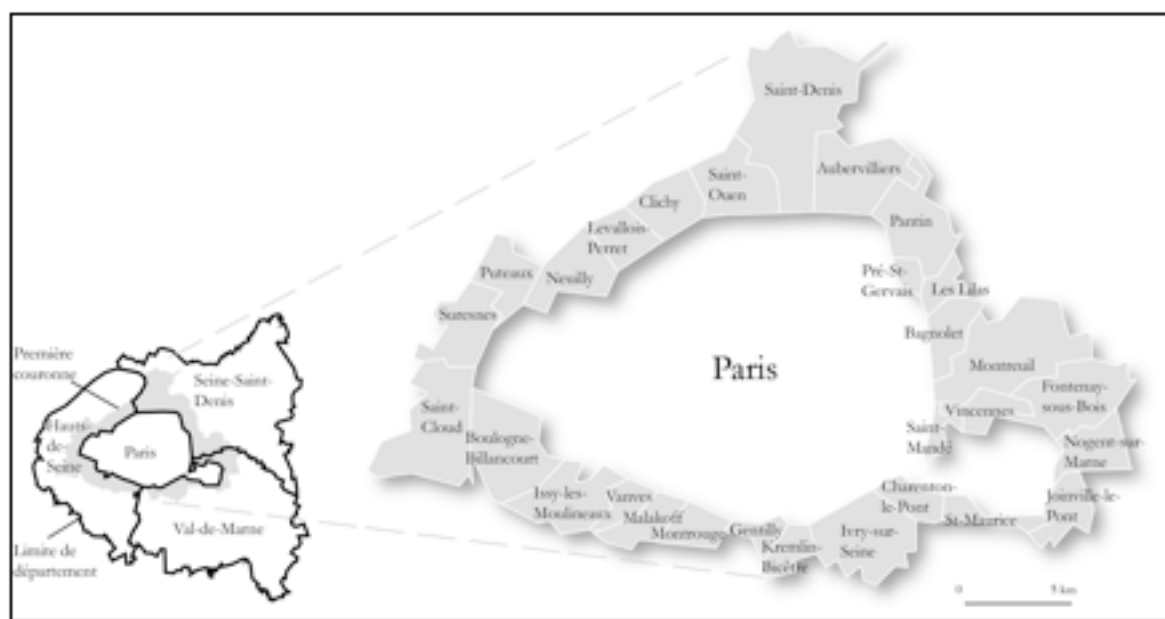 Saint-Denis
Aubervilliers
Saint-
Ouen
Clichy
Levallois-
Perret
Neuilly
Puteaux
Suresnes
Saint-
Cloud
Boulogne-
Billancourt
Issy-les-
Moulineaux
Vanves
Malakoff
Montrouge
Gentilly
Kremlin-
Bicêtre
Ivry-sur-
Seine
Charenton-
le-Pont
St-Maurice
Joinville-le-
Pont
Nogent-sur-
Marne
Fontenay-
sous-Bois
Vincennes
Saint-
Mandé
Montreuil
Bagnolet
Les Lilas
Pré-St-
Gervais
Pantin
Paris
Première
couronne
Seine-Saint-
Denis
Hauts-
de-
Seine
Paris
Val-de-Marne
Limite de
département
0 5 km